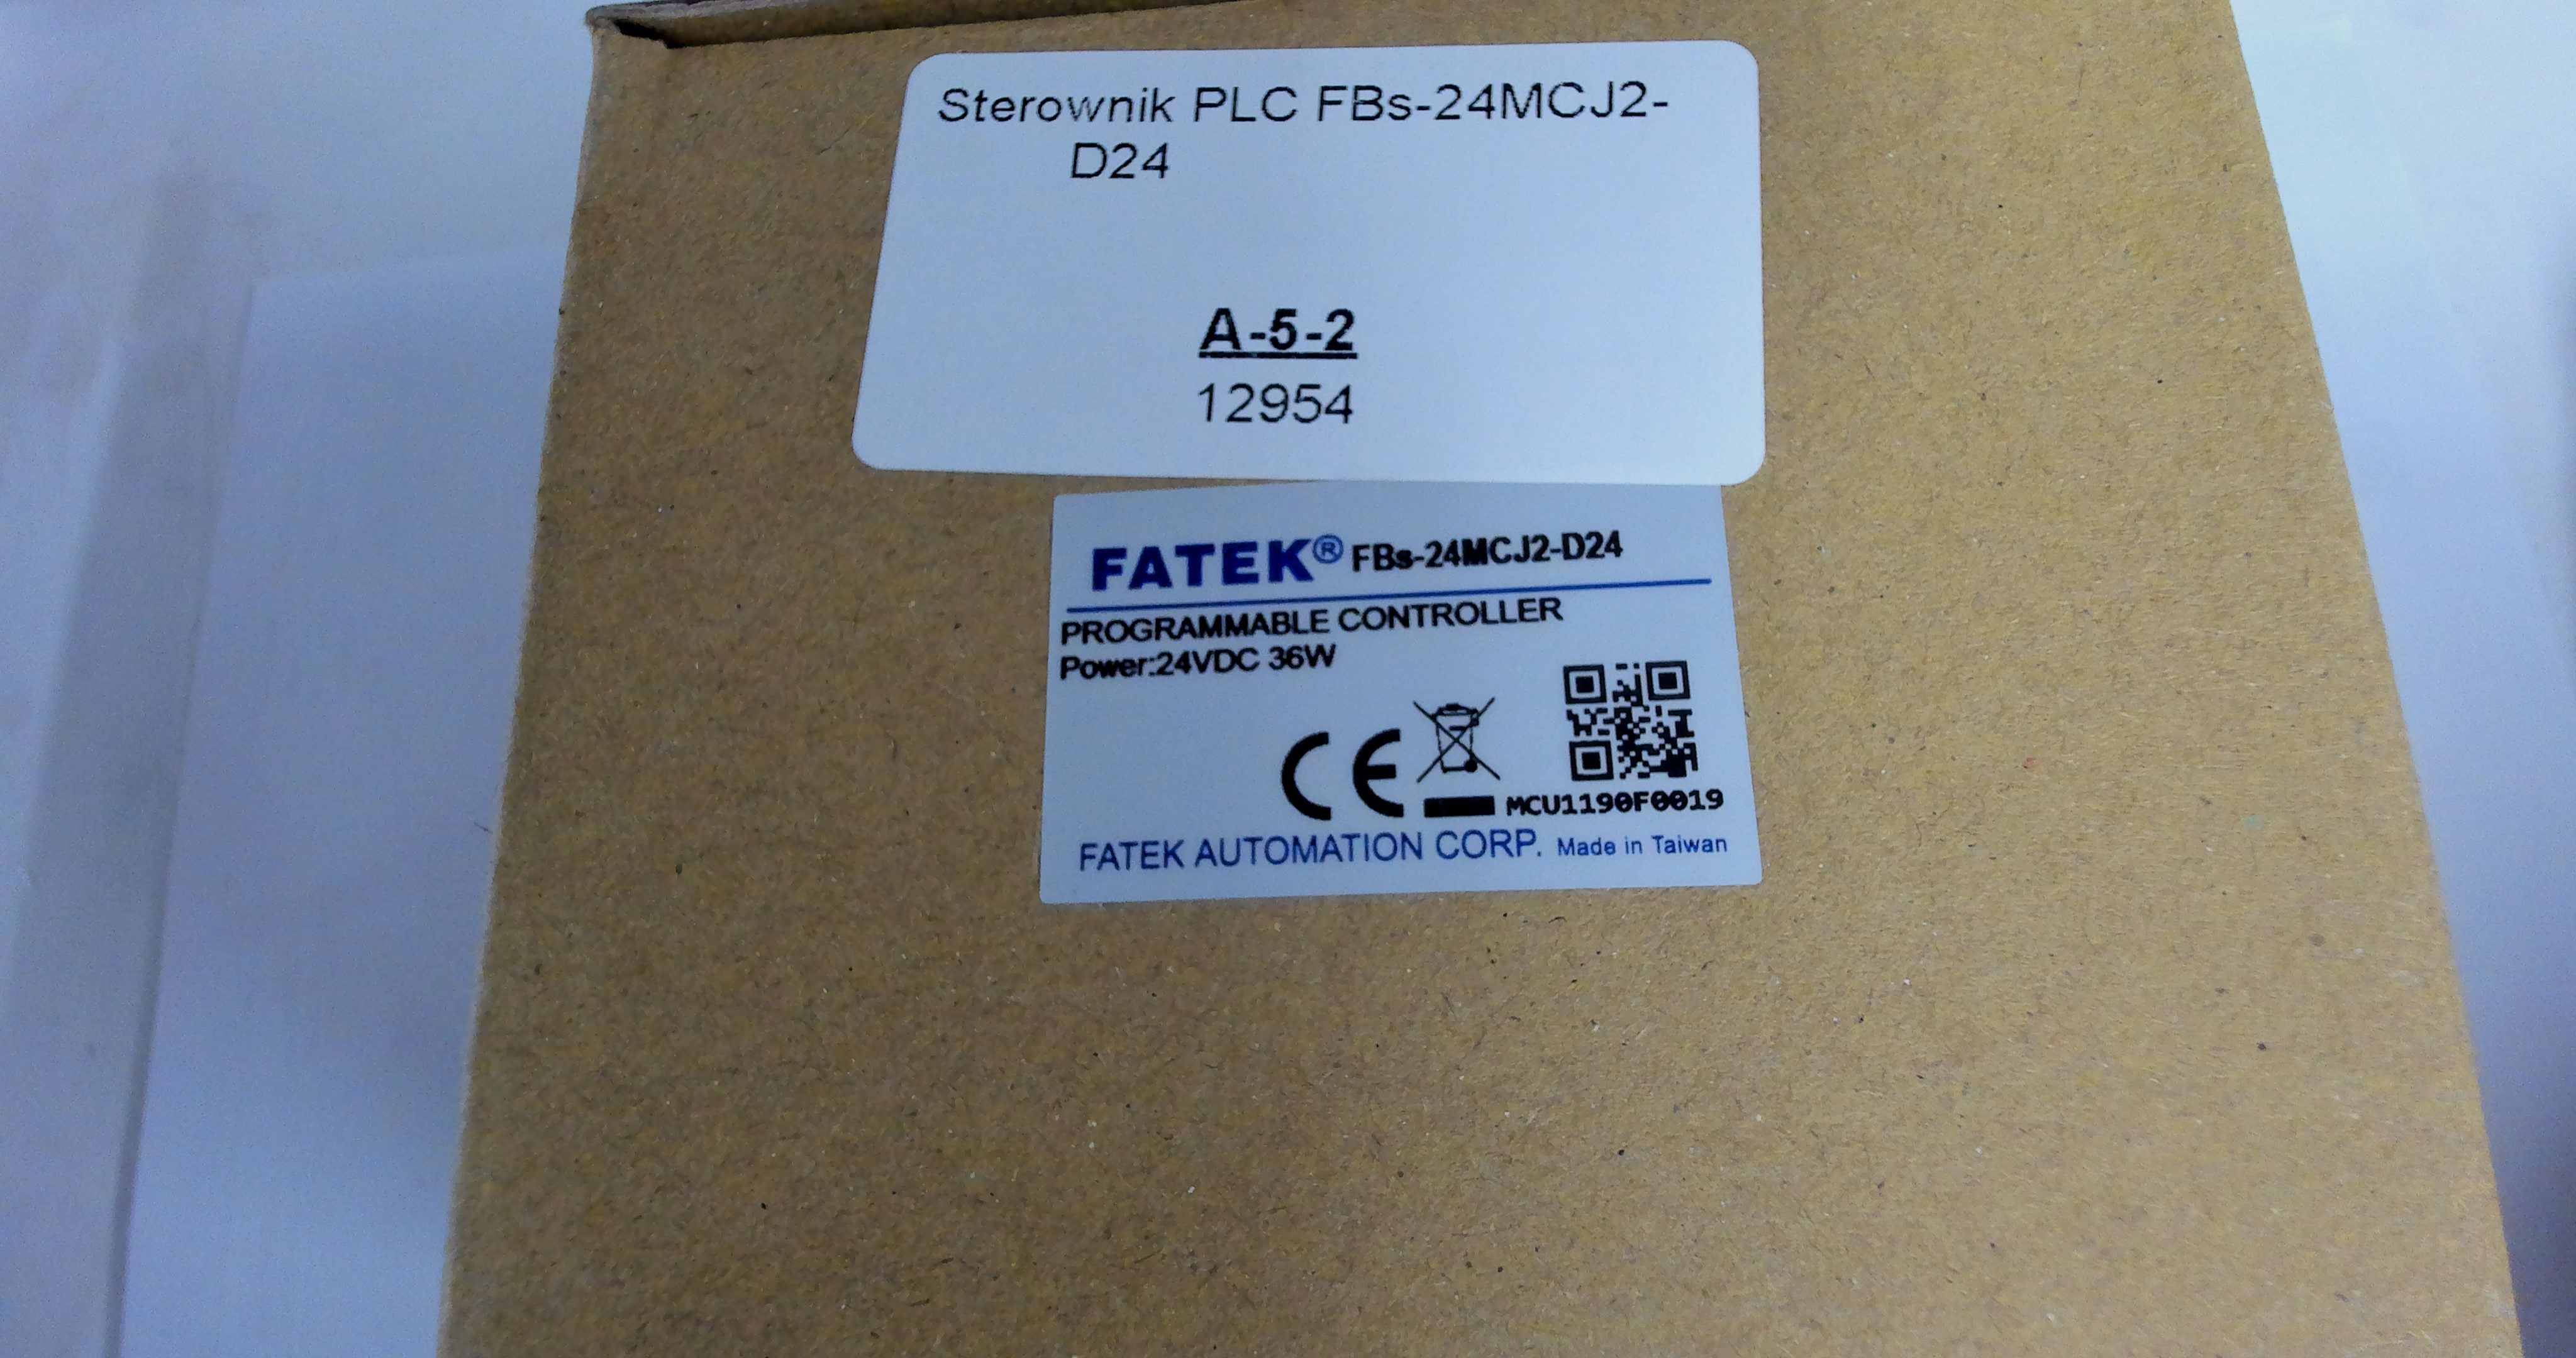 Sterownik PLC FBs-24MCJ2-
D24
A-5-2
12954
FATEK® FBs-24MCJ2-D24
PROGRAMMABLE CONTROLLER
Power:24VDC 36W
CE
MCU1190F0019
FATEK AUTOMATION CORP. Made in Taiwan